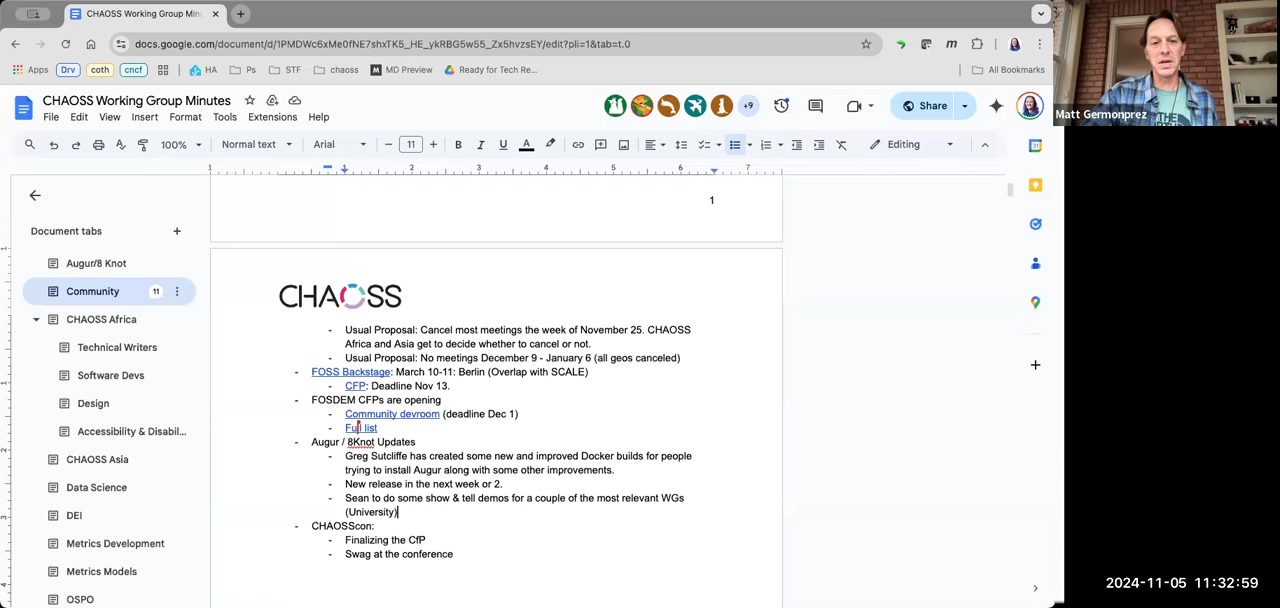 CHAOSS Working Group Minu
docs.google.com/document/d/1PMDWc6xMe0fNE7shxTK5_HE_ykRBG5w55_Zx5hvzsEY/edit?pli=1&tab=t.0
Apps
Drv
coth
cncf
HA
Ps
STF
chaoss
MD Preview
Ready for Tech Re...
All Bookmarks
CHAOSS Working Group Minutes
File Edit View Insert Format Tools Extensions Help
+9
Share
100%
Normal text
Arial
11
Editing
1 1 2 3 4 5 6 7
Matt Germonprez
Document tabs
Augur/8 Knot
Community 11
CHAOSS Africa
Technical Writers
Software Devs
Design
Accessibility & Disabil...
CHAOSS Asia
Data Science
DEI
Metrics Development
Metrics Models
OSPO
1
CHAOSS
- Usual Proposal: Cancel most meetings the week of November 25. CHAOSS
Africa and Asia get to decide whether to cancel or not.
- Usual Proposal: No meetings December 9 - January 6 (all geos canceled)
- FOSS Backstage: March 10-11: Berlin (Overlap with SCALE)
- CFP: Deadline Nov 13.
- FOSDEM CFPs are opening
- Community devroom (deadline Dec 1)
- Full list
- Augur / 8Knot Updates
- Greg Sutcliffe has created some new and improved Docker builds for people
trying to install Augur along with some other improvements.
- New release in the next week or 2.
- Sean to do some show & tell demos for a couple of the most relevant WGs
(University)
- CHAOSScon:
- Finalizing the CfP
- Swag at the conference
2024-11-05 11:32:59